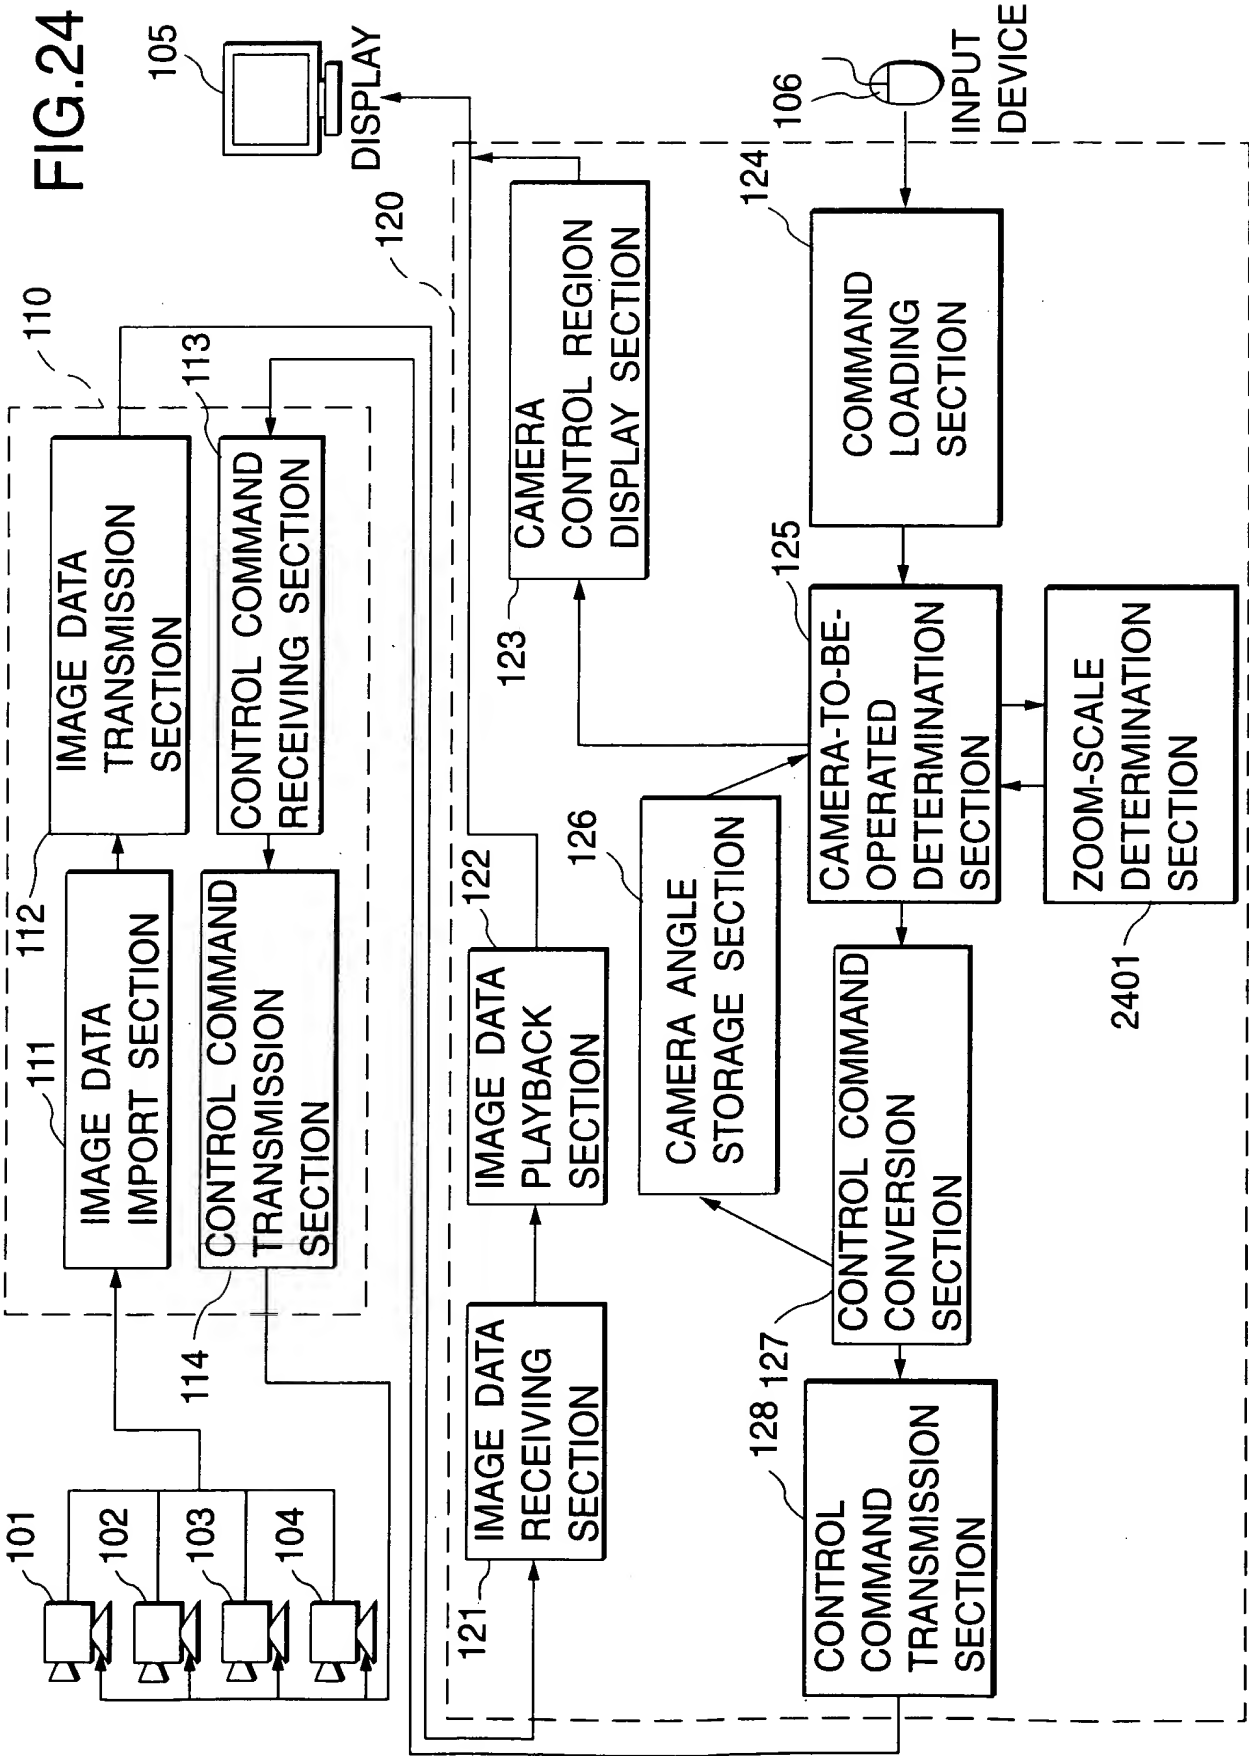 FIG.24
101
102
103
104
110
111
IMAGE DATA
IMPORT SECTION
112
IMAGE DATA
TRANSMISSION
SECTION
113
CONTROL COMMAND
RECEIVING SECTION
114
CONTROL COMMAND
TRANSMISSION
SECTION
105
DISPLAY
120
121
IMAGE DATA
RECEIVING
SECTION
122
IMAGE DATA
PLAYBACK
SECTION
123
CAMERA
CONTROL REGION
DISPLAY SECTION
126
CAMERA ANGLE
STORAGE SECTION
128
CONTROL
COMMAND
TRANSMISSION
SECTION
127
CONTROL COMMAND
CONVERSION
SECTION
125
CAMERA-TO-BE-
OPERATED
DETERMINATION
SECTION
124
COMMAND
LOADING
SECTION
106
INPUT
DEVICE
2401
ZOOM-SCALE
DETERMINATION
SECTION